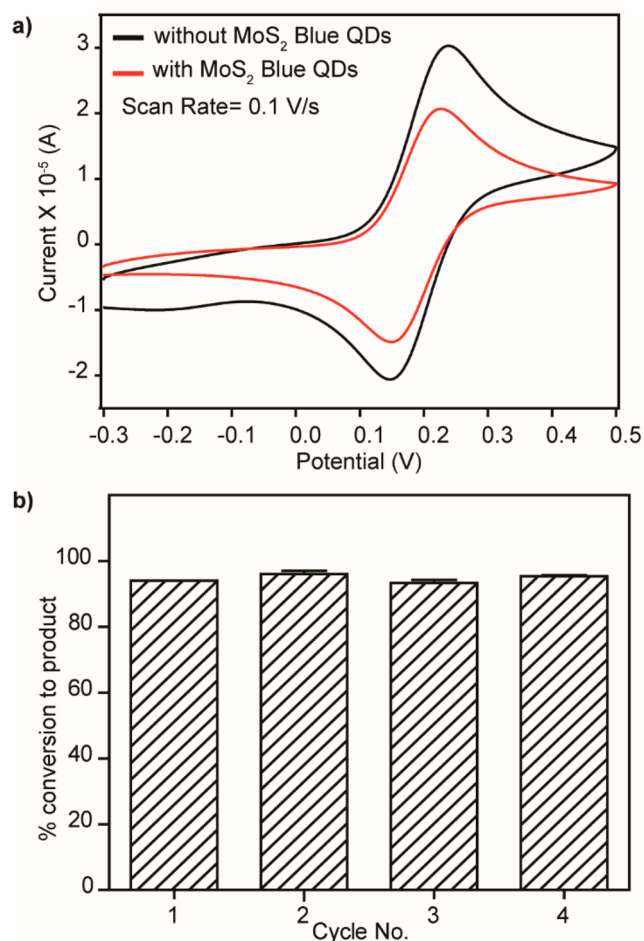 a)
without MoS₂ Blue QDs
with MoS₂ Blue QDs
Scan Rate= 0.1 V/s
Current X 10⁻⁵ (A)
3
2
1
0
-1
-2
-0.3 -0.2 -0.1 0.0 0.1 0.2 0.3 0.4 0.5
Potential (V)
b)
% conversion to product
100
80
60
40
20
0
1 2 3 4
Cycle No.